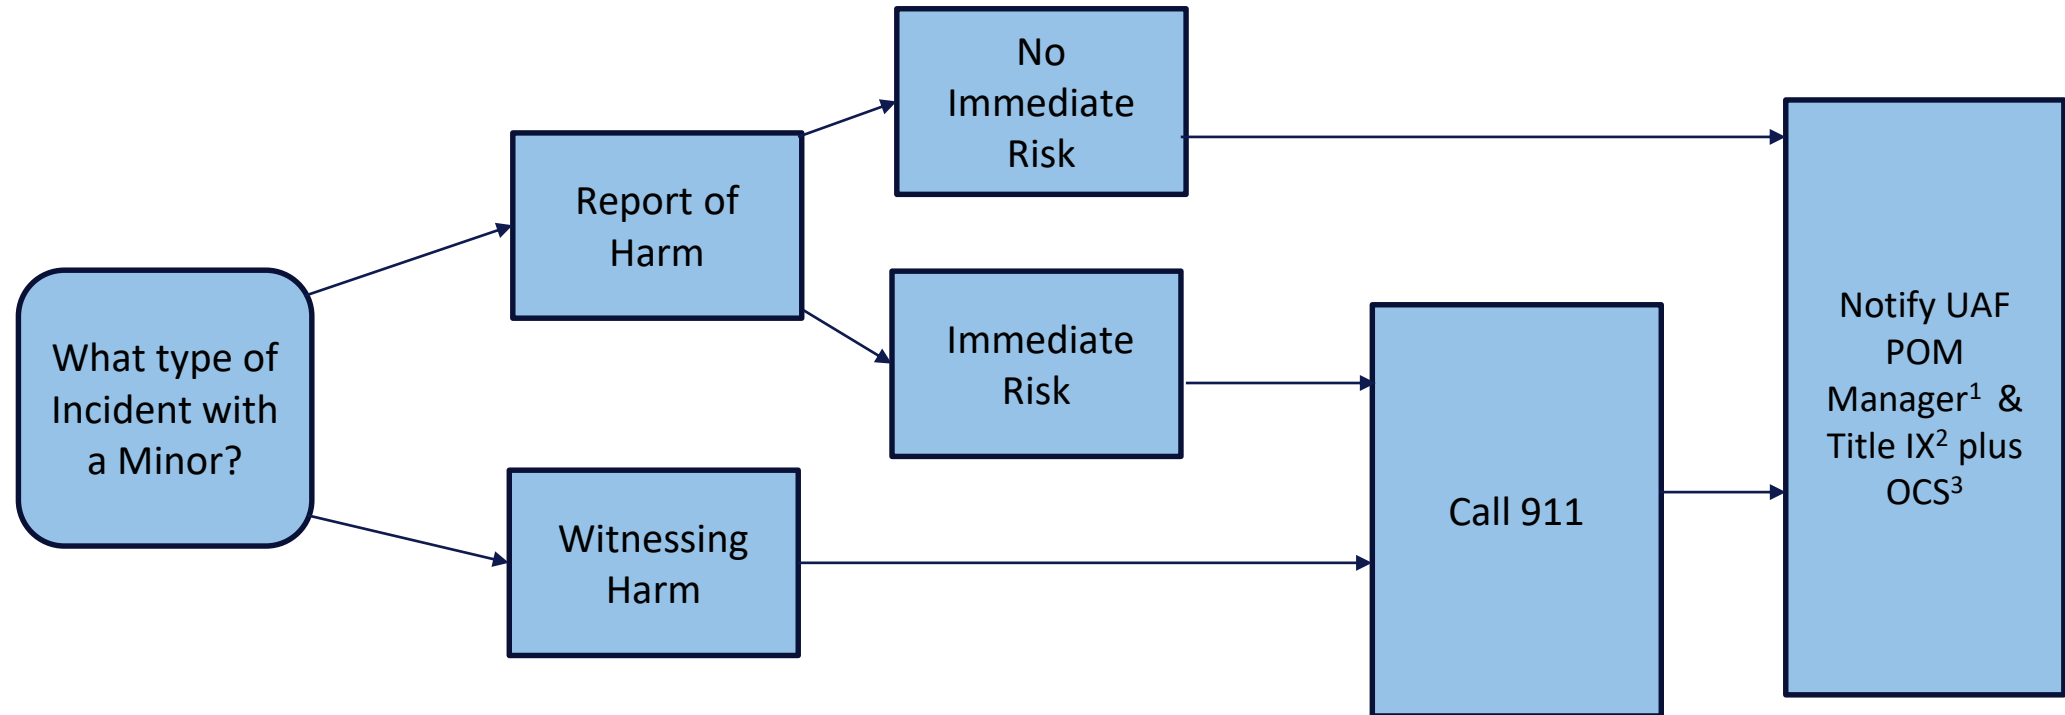 What type of
Incident with
a Minor?
Report of
Harm
Witnessing
Harm
No
Immediate
Risk
Immediate
Risk
Call 911
Notify UAF
POM
Manager¹ &
Title IX² plus
OCS³